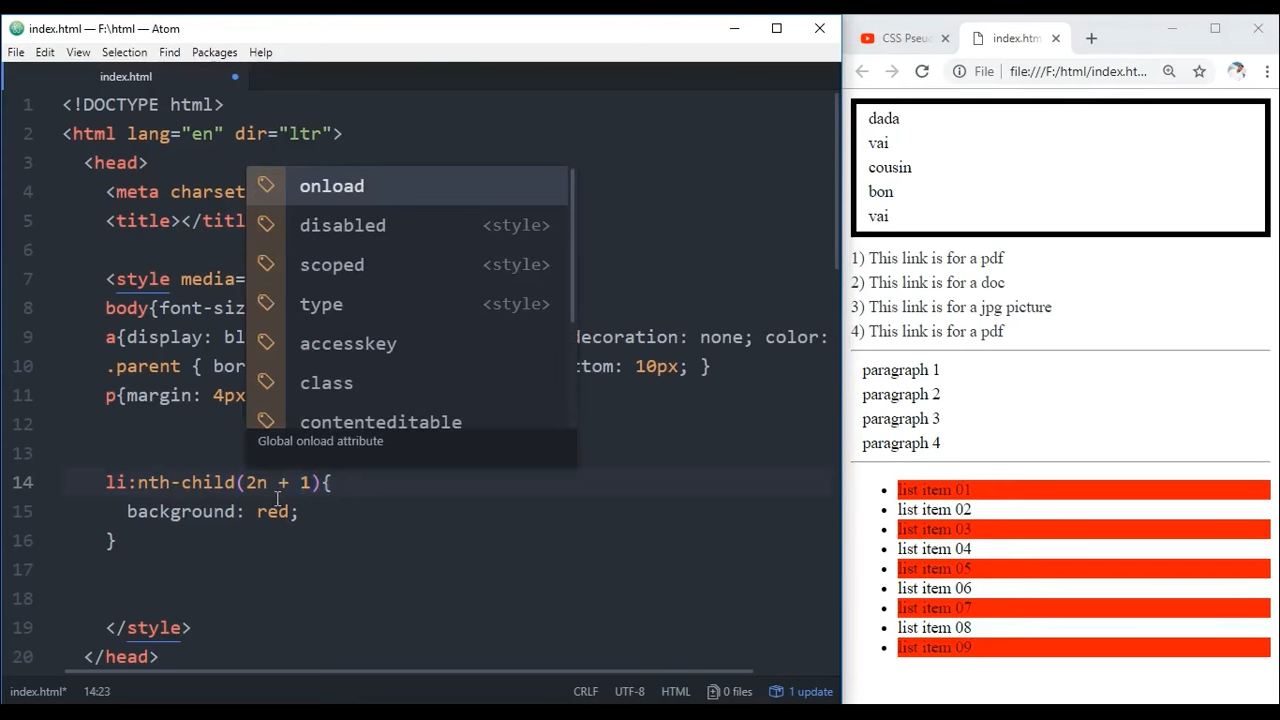 index.html — F:\html — Atom
File Edit View Selection Find Packages Help
index.html
1 <!DOCTYPE html>
2 <html lang="en" dir="ltr">
3 <head>
4 <meta charset
5 <title></titl
6
7 <style media=
8 body{font-siz
9 a{display: bl decoration: none; color:
10 .parent { bor tom: 10px; }
11 p{margin: 4px
12
13
14 li:nth-child(2n + 1){
15 background: red;
16 }
17
18
19 </style>
20 </head>
onload
disabled <style>
scoped <style>
type <style>
accesskey
class
contenteditable
Global onload attribute
index.html* 14:23 CRLF UTF-8 HTML 0 files 1 update
CSS Pseu index.htm
File file:///F:/html/index.ht...
dada
vai
cousin
bon
vai
1) This link is for a pdf
2) This link is for a doc
3) This link is for a jpg picture
4) This link is for a pdf
paragraph 1
paragraph 2
paragraph 3
paragraph 4
list item 01
list item 02
list item 03
list item 04
list item 05
list item 06
list item 07
list item 08
list item 09